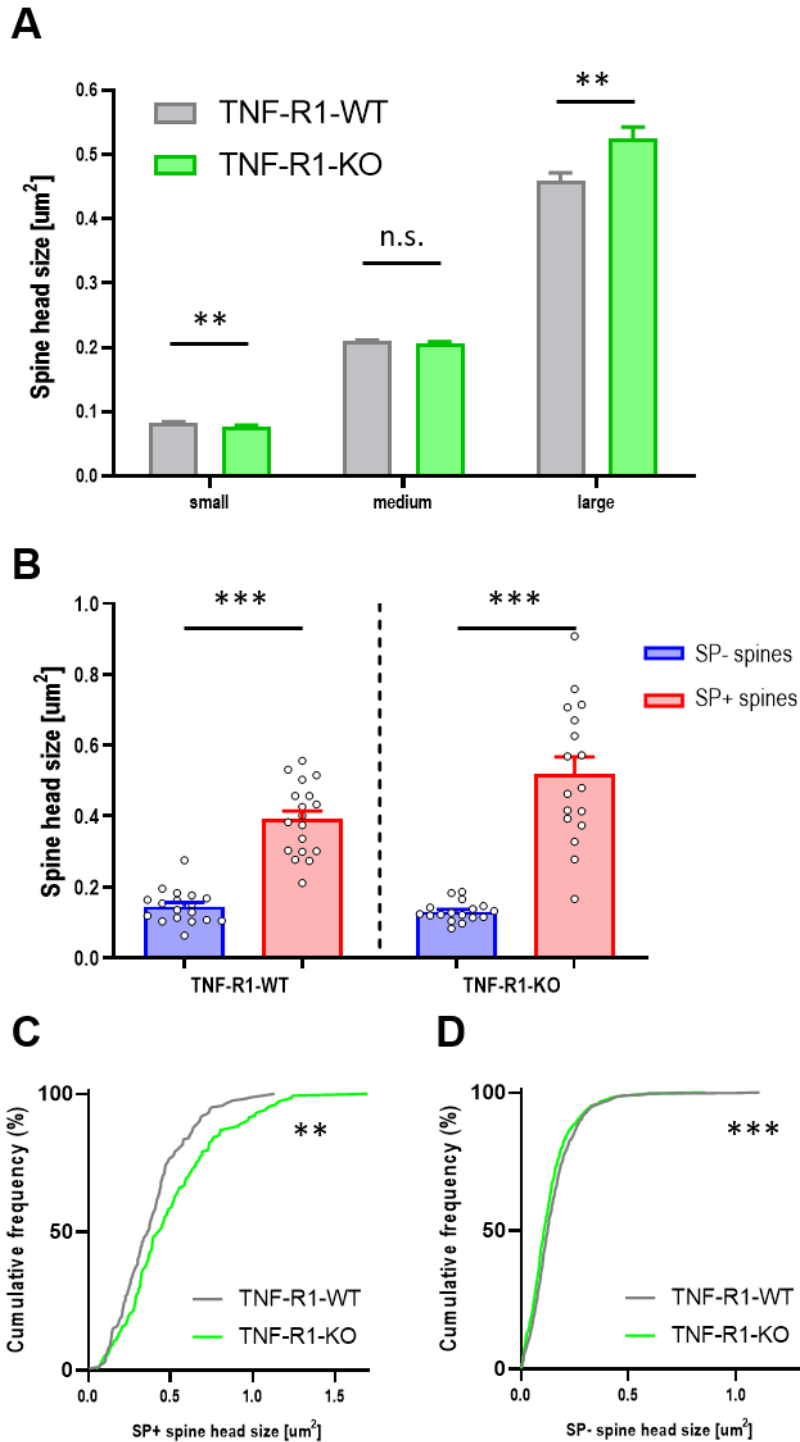 A
0.6
0.5
0.4
0.3
0.2
0.1
0.0
Spine head size [um²]
TNF-R1-WT
TNF-R1-KO
**
n.s.
**
small
medium
large
B
1.0
0.8
0.6
0.4
0.2
0.0
Spine head size [um²]
***
***
SP- spines
SP+ spines
TNF-R1-WT
TNF-R1-KO
C
100
50
0
Cumulative frequency (%)
**
TNF-R1-WT
TNF-R1-KO
0.0
0.5
1.0
1.5
SP+ spine head size [um²]
D
100
50
0
Cumulative frequency (%)
***
TNF-R1-WT
TNF-R1-KO
0.0
0.5
1.0
SP- spine head size [um²]